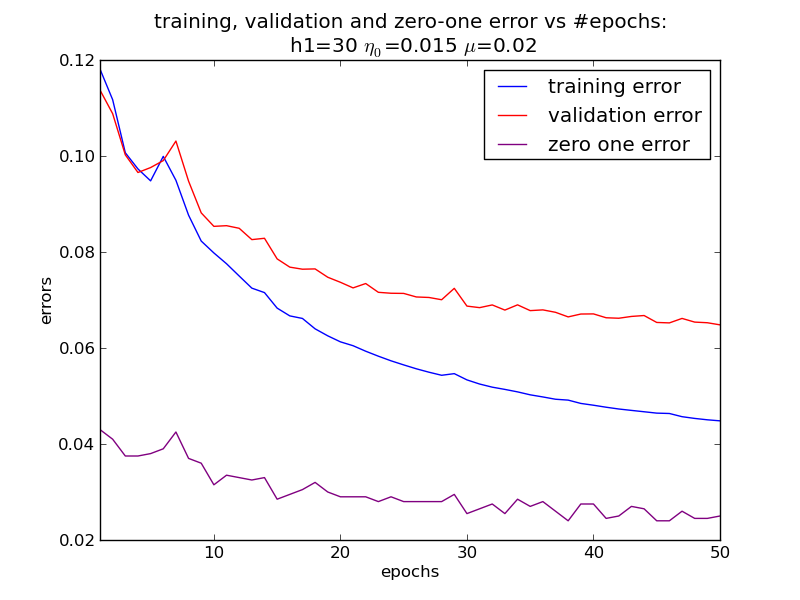 training, validation and zero-one error vs #epochs:
h1=30 η₀=0.015 μ=0.02
training error
validation error
zero one error
0.12
0.10
0.08
0.06
0.04
0.02
errors
10
20
30
40
50
epochs